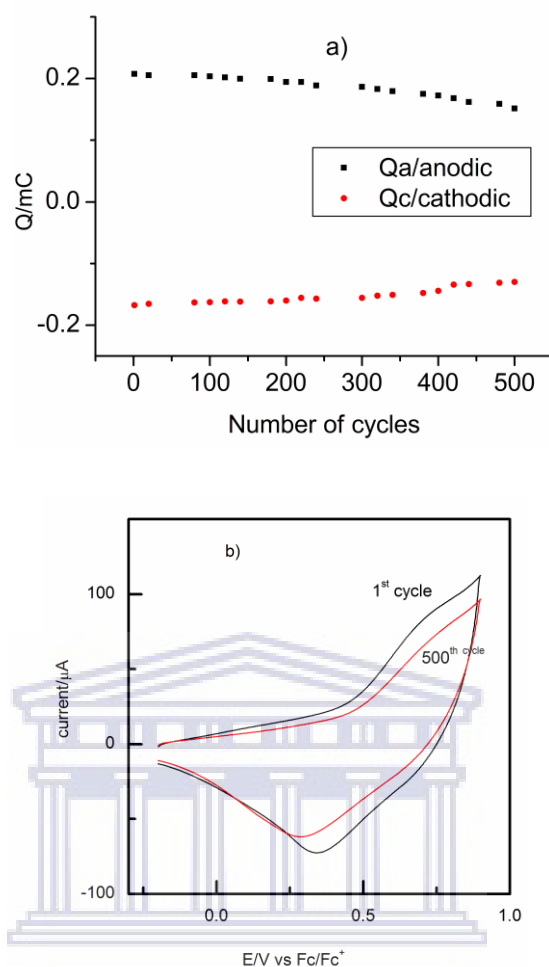 a)
0.2
0.0
-0.2
Q/mC
Qa/anodic
Qc/cathodic
0 100 200 300 400 500
Number of cycles
b)
1st cycle
500th cycle
100
0
-100
current/µA
0.0 0.5 1.0
E/V vs Fc/Fc+